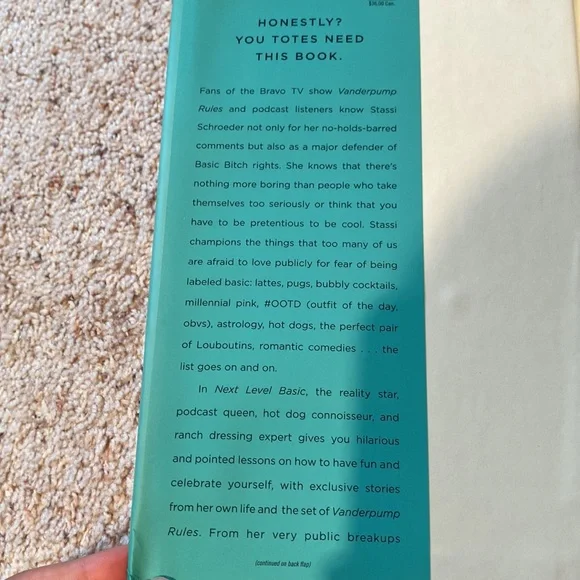 $36.00 Can.
HONESTLY?
YOU TOTES NEED
THIS BOOK.
Fans of the Bravo TV show Vanderpump
Rules and podcast listeners know Stassi
Schroeder not only for her no-holds-barred
comments but also as a major defender of
Basic Bitch rights. She knows that there's
nothing more boring than people who take
themselves too seriously or think that you
have to be pretentious to be cool. Stassi
champions the things that too many of us
are afraid to love publicly for fear of being
labeled basic: lattes, pugs, bubbly cocktails,
millennial pink, #OOTD (outfit of the day,
obvs), astrology, hot dogs, the perfect pair
of Louboutins, romantic comedies . . . the
list goes on and on.
In Next Level Basic, the reality star,
podcast queen, hot dog connoisseur, and
ranch dressing expert gives you hilarious
and pointed lessons on how to have fun and
celebrate yourself, with exclusive stories
from her own life and the set of Vanderpump
Rules. From her very public breakups
(continued on back flap)